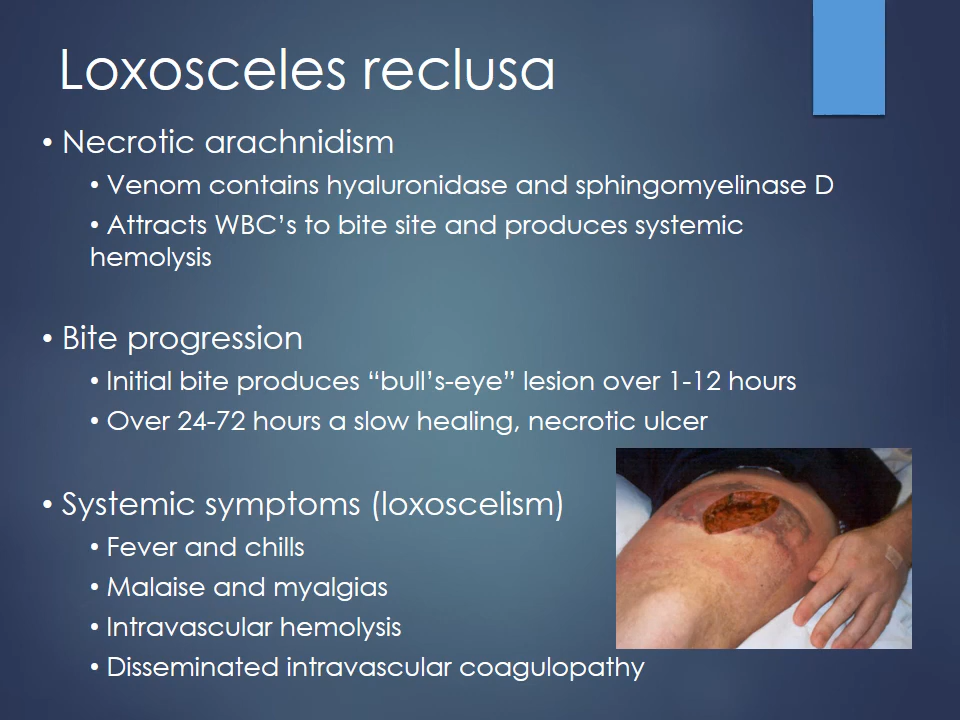 Loxosceles reclusa
• Necrotic arachnidism
• Venom contains hyaluronidase and sphingomyelinase D
• Attracts WBC’s to bite site and produces systemic
hemolysis
• Bite progression
• Initial bite produces “bull’s-eye” lesion over 1-12 hours
• Over 24-72 hours a slow healing, necrotic ulcer
• Systemic symptoms (loxoscelism)
• Fever and chills
• Malaise and myalgias
• Intravascular hemolysis
• Disseminated intravascular coagulopathy